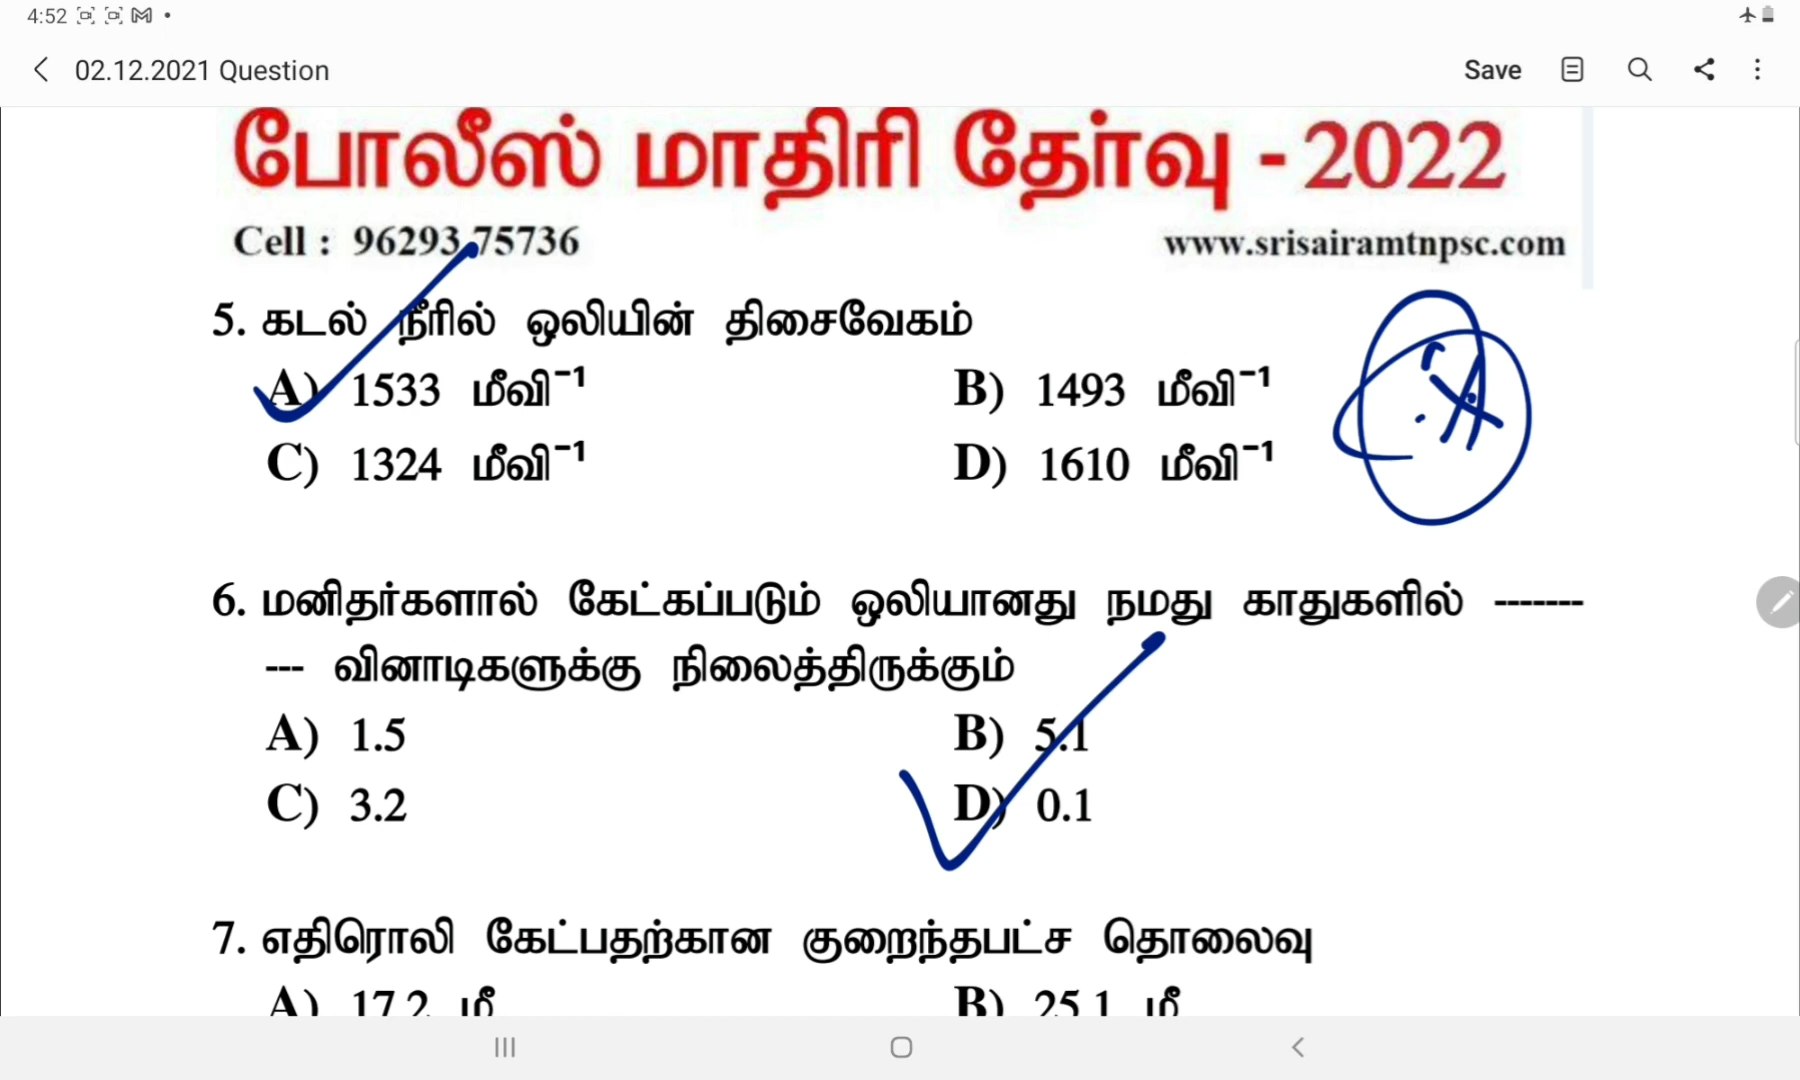 4:52
02.12.2021 Question
Save
போலீஸ் மாதிரி தேர்வு - 2022
Cell : 96293 75736
www.srisairamtnpsc.com
5. கடல் நீரில் ஒலியின் திசைவேகம்
A) 1533 மீவி⁻¹ B) 1493 மீவி⁻¹
C) 1324 மீவி⁻¹ D) 1610 மீவி⁻¹
6. மனிதர்களால் கேட்கப்படும் ஒலியானது நமது காதுகளில் -------
--- வினாடிகளுக்கு நிலைத்திருக்கும்
A) 1.5 B) 5.1
C) 3.2 D) 0.1
7. எதிரொலி கேட்பதற்கான குறைந்தபட்ச தொலைவு
A) 17.2 மீ B) 25.1 மீ